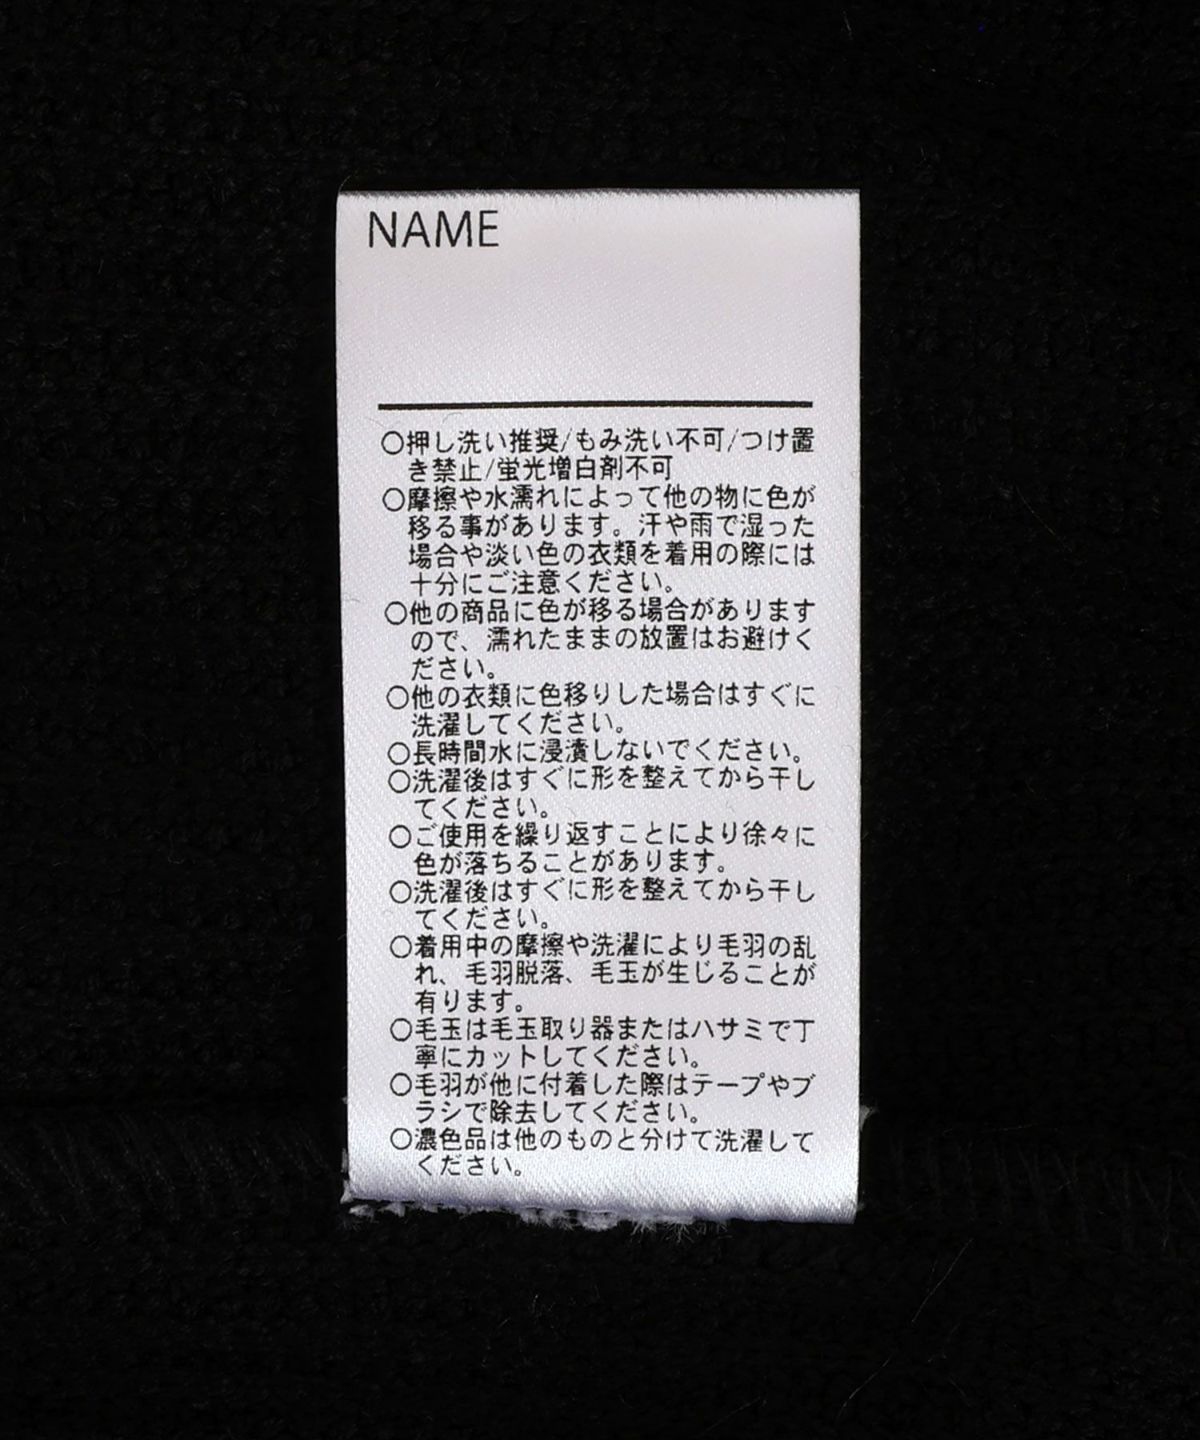 NAME
○押し洗い推奨/もみ洗い不可/つけ置
き禁止/蛍光増白剤不可
○摩擦や水濡れによって他の物に色が
移る事があります。汗や雨で湿った
場合や淡い色の衣類を着用の際には
十分にご注意ください。
○他の商品に色が移る場合があります
ので、濡れたままの放置はお避けく
ださい。
○他の衣類に色移りした場合はすぐに
洗濯してください。
○長時間水に浸漬しないでください。
○洗濯後はすぐに形を整えてから干し
てください。
○ご使用を繰り返すことにより徐々に
色が落ちることがあります。
○洗濯後はすぐに形を整えてから干し
てください。
○着用中の摩擦や洗濯により毛羽の乱
れ、毛羽脱落、毛玉が生じることが
有ります。
○毛玉は毛玉取り器またはハサミで丁
寧にカットしてください。
○毛羽が他に付着した際はテープやブ
ラシで除去してください。
○濃色品は他のものと分けて洗濯して
ください。